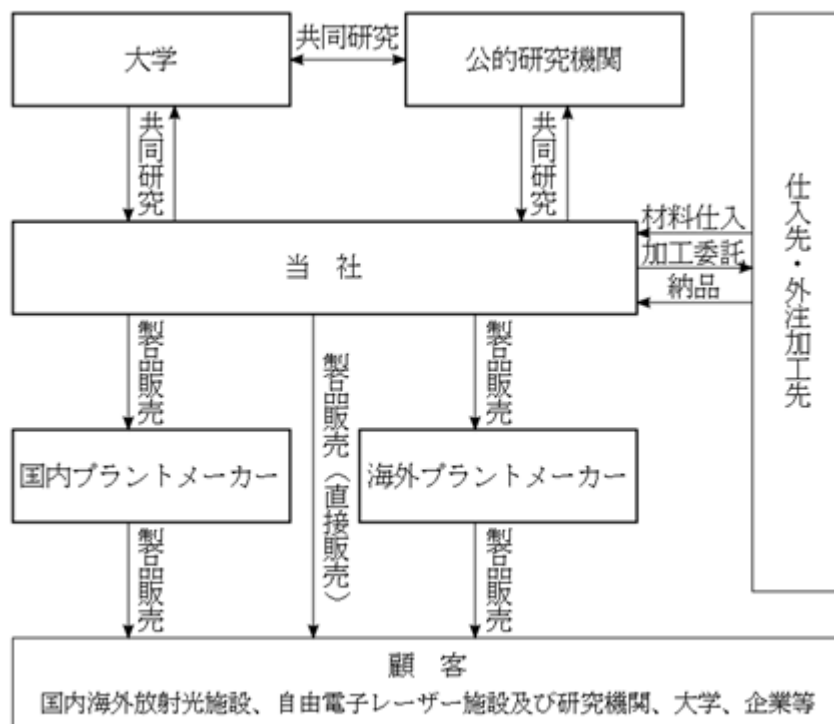 大学
共同研究
公的研究機関
共同研究
共同研究
仕入先・外注加工先
当 社
材料仕入
加工委託
納品
製品販売
製品販売（直接販売）
製品販売
国内プラントメーカー
海外プラントメーカー
製品販売
製品販売
顧 客
国内海外放射光施設、自由電子レーザー施設及び研究機関、大学、企業等